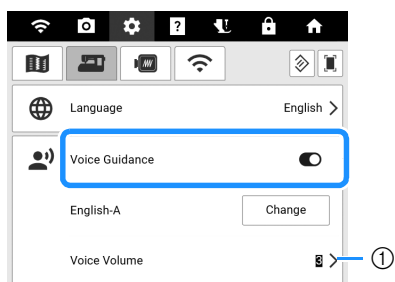 ?
Language
English >
Voice Guidance
English-A
Change
Voice Volume
3 >
①